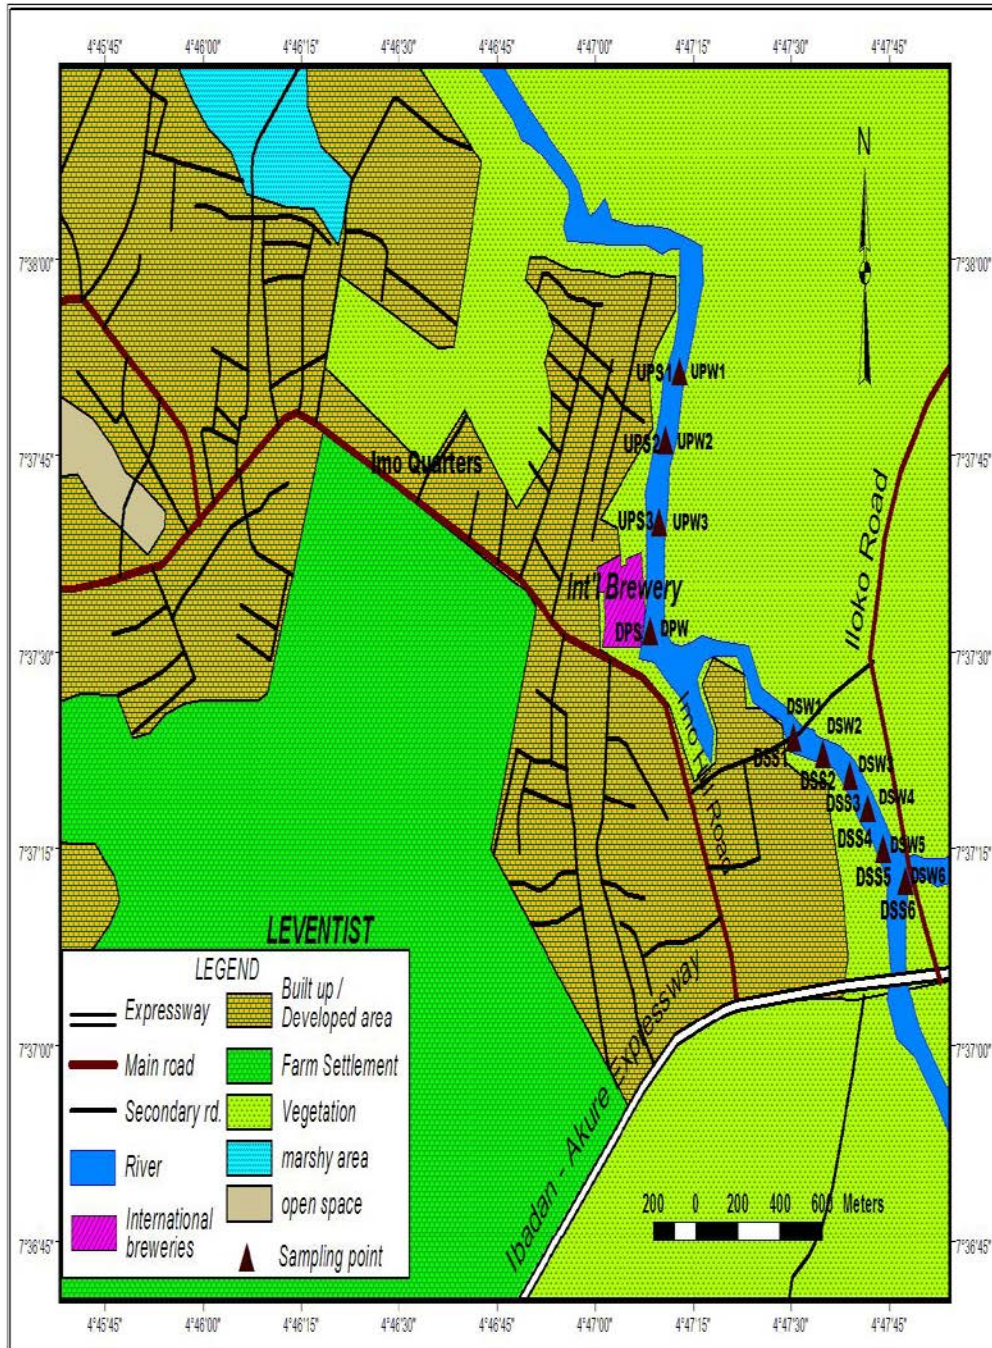 4°45'45" 4°46'00" 4°46'15" 4°46'30" 4°46'45" 4°47'00" 4°47'15" 4°47'30" 4°47'45"
N
7°38'00" 7°38'00"
UPS1 UPW1
UPS2 UPW2
7°37'45" 7°37'45"
Imo Quarters
UPS3 UPW3
Iloko Road
Int'l Brewery
DPS DPW
7°37'30" 7°37'30"
Imo Hill Road
DSW1
DSS1
DSW2
DSS2
DSW3
DSS3
DSW4
DSS4
DSW5
DSS5
DSW6
DSS6
7°37'15" 7°37'15"
LEVENTIST
Ibadan - Akure Expressway
LEGEND
Expressway
Main road
Secondary rd.
River
International
breweries
Built up /
Developed area
Farm Settlement
Vegetation
marshy area
open space
Sampling point
7°37'00" 7°37'00"
200 0 200 400 600 Meters
7°36'45" 7°36'45"
4°45'45" 4°46'00" 4°46'15" 4°46'30" 4°46'45" 4°47'00" 4°47'15" 4°47'30" 4°47'45"